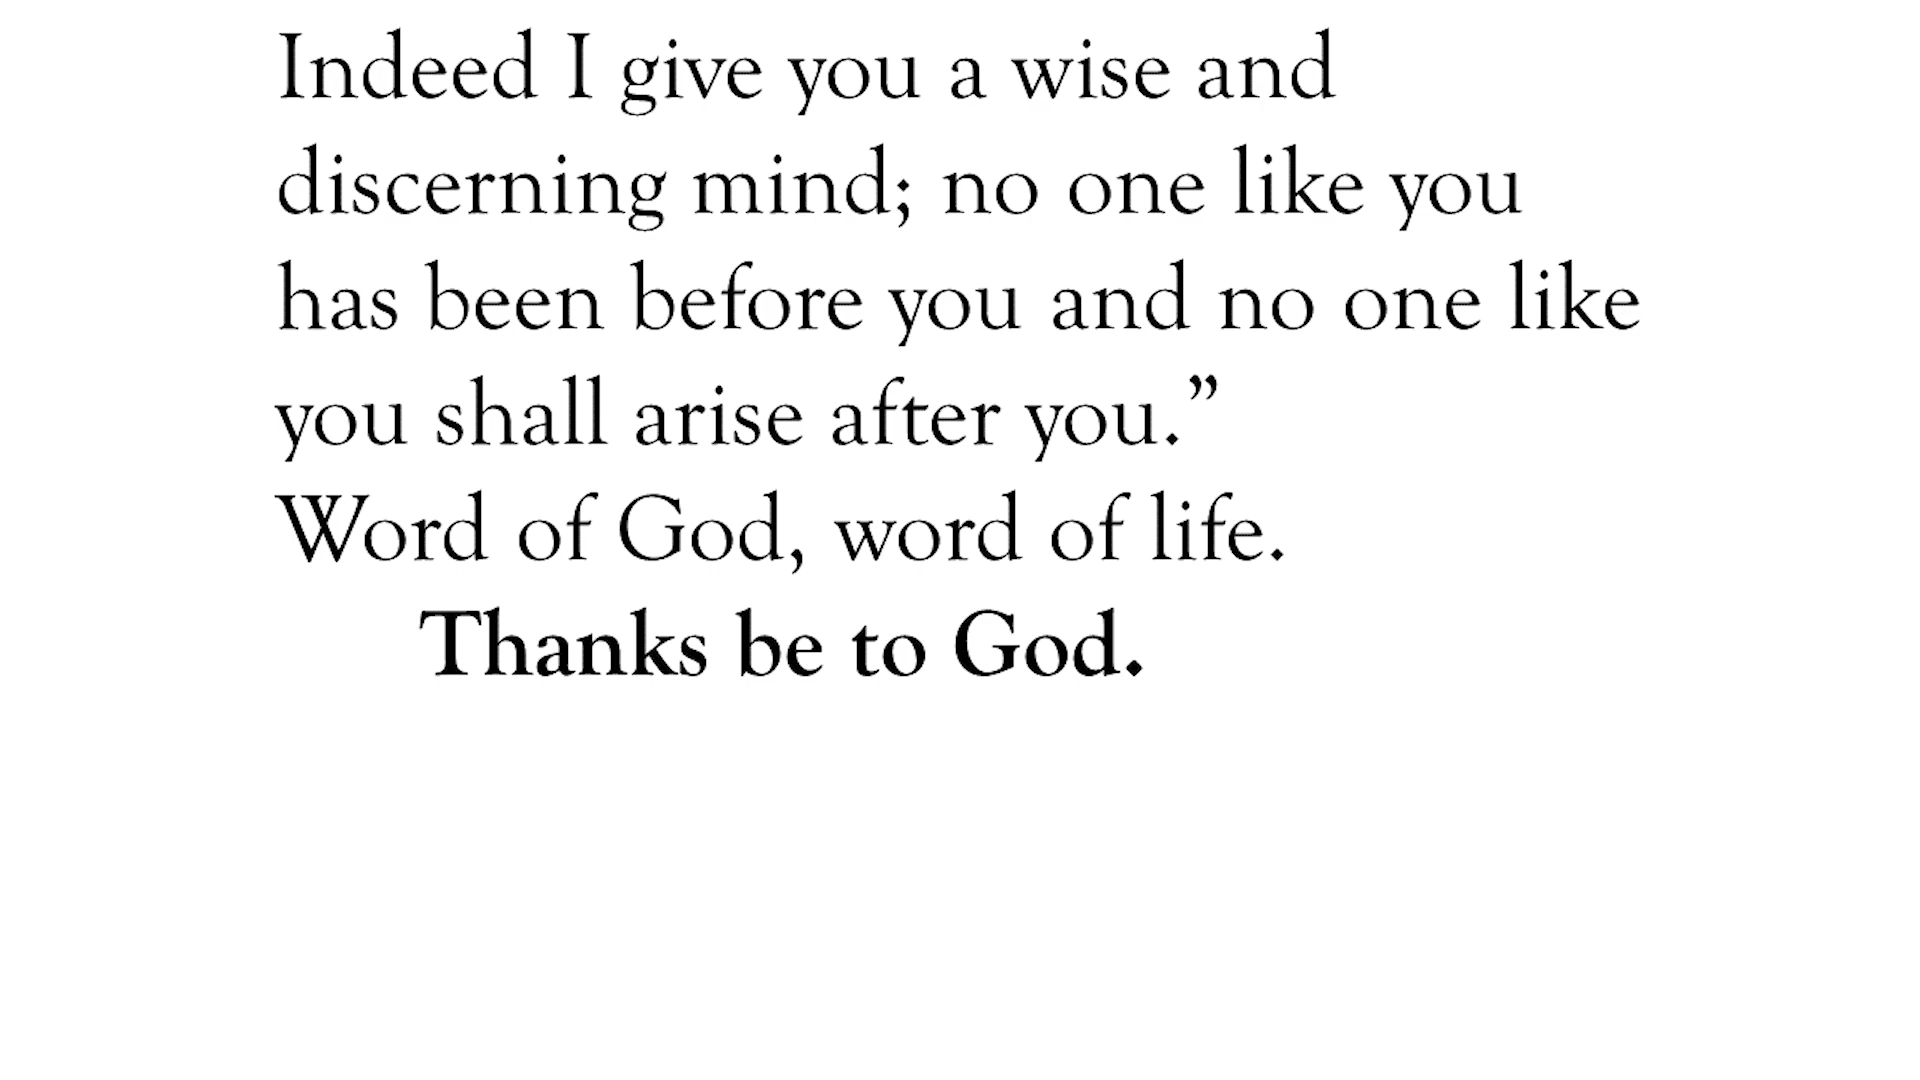 Indeed I give you a wise and
discerning mind; no one like you
has been before you and no one like
you shall arise after you.”
Word of God, word of life.
Thanks be to God.